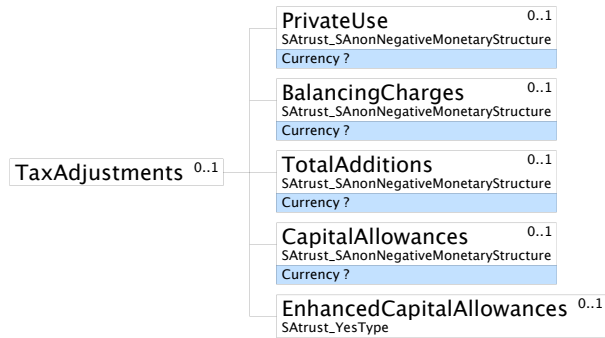 PrivateUse 0..1
SAtrust_SAnonNegativeMonetaryStructure
Currency ?
BalancingCharges 0..1
SAtrust_SAnonNegativeMonetaryStructure
Currency ?
TaxAdjustments 0..1
TotalAdditions 0..1
SAtrust_SAnonNegativeMonetaryStructure
Currency ?
CapitalAllowances 0..1
SAtrust_SAnonNegativeMonetaryStructure
Currency ?
EnhancedCapitalAllowances 0..1
SAtrust_YesType